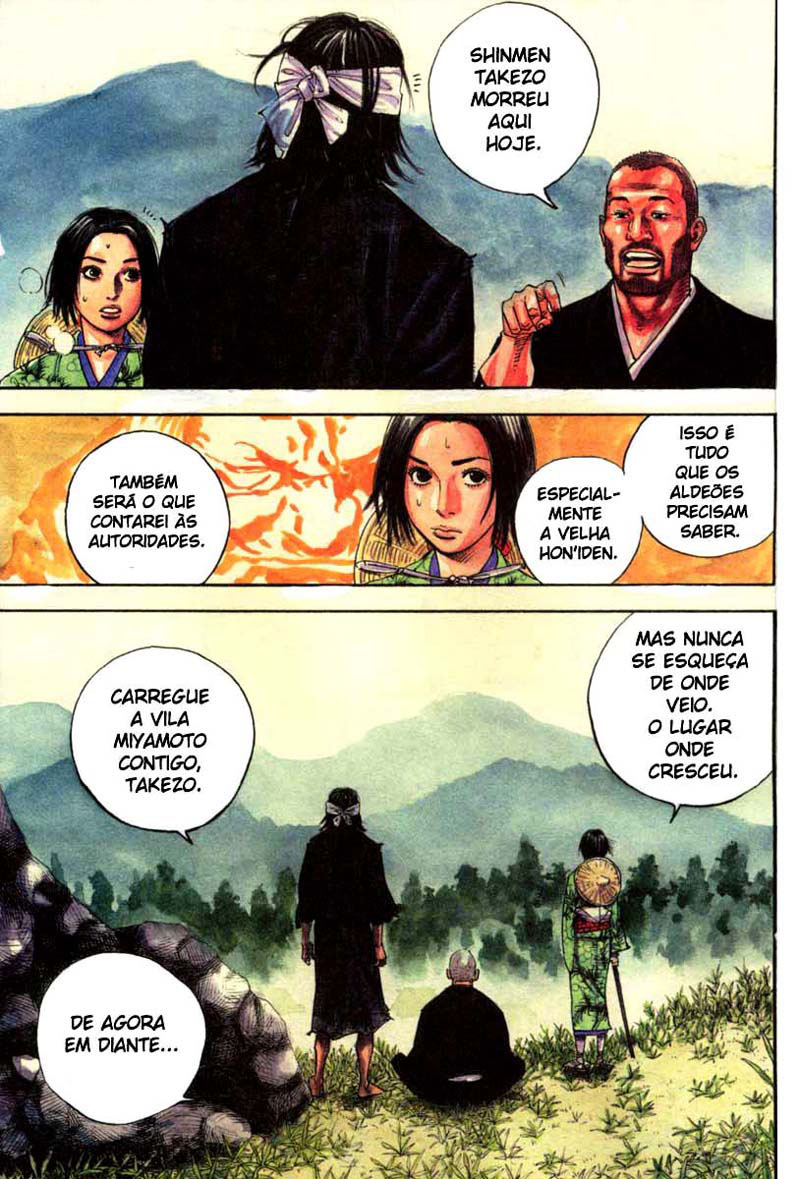 SHINMEN
TAKEZO
MORREU
AQUI
HOJE.
ISSO É
TUDO
QUE OS
ALDEÕES
PRECISAM
SABER.
ESPECIAL-
MENTE
A VELHA
HON'IDEN.
TAMBÉM
SERÁ O QUE
CONTAREI ÀS
AUTORIDADES.
MAS NUNCA
SE ESQUEÇA
DE ONDE
VEIO.
O LUGAR
ONDE
CRESCEU.
CARREGUE
A VILA
MIYAMOTO
CONTIGO,
TAKEZO.
DE AGORA
EM DIANTE...